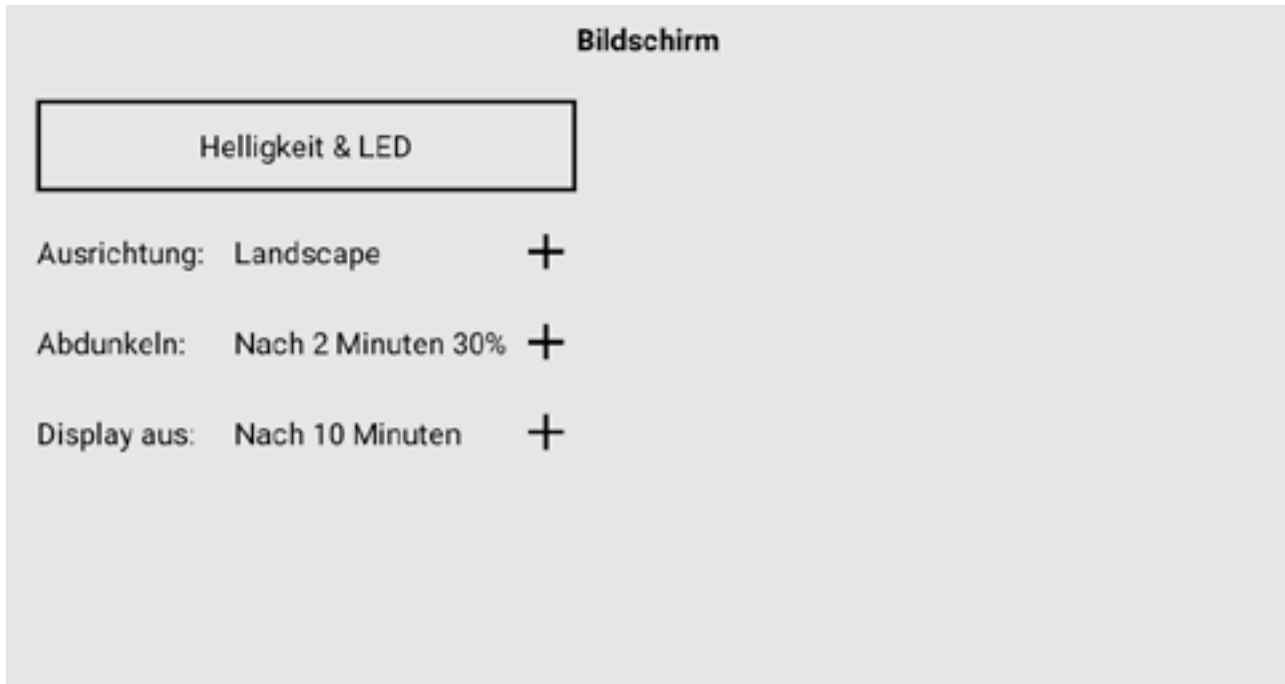 Bildschirm
Helligkeit & LED
Ausrichtung: Landscape +
Abdunkeln: Nach 2 Minuten 30% +
Display aus: Nach 10 Minuten +